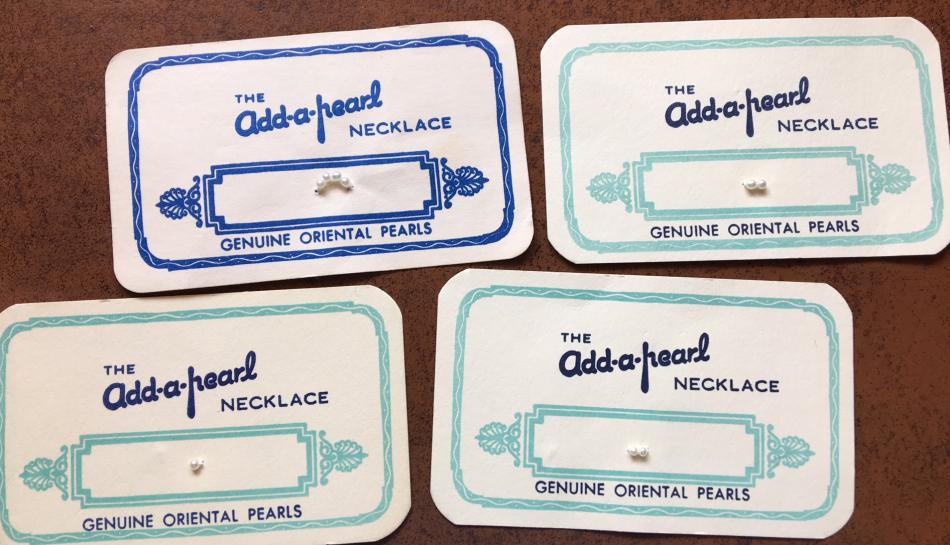 THE
Add-a-pearl
NECKLACE
GENUINE ORIENTAL PEARLS
THE
Add-a-pearl
NECKLACE
GENUINE ORIENTAL PEARLS
THE
Add-a-pearl
NECKLACE
GENUINE ORIENTAL PEARLS
THE
Add-a-pearl
NECKLACE
GENUINE ORIENTAL PEARLS